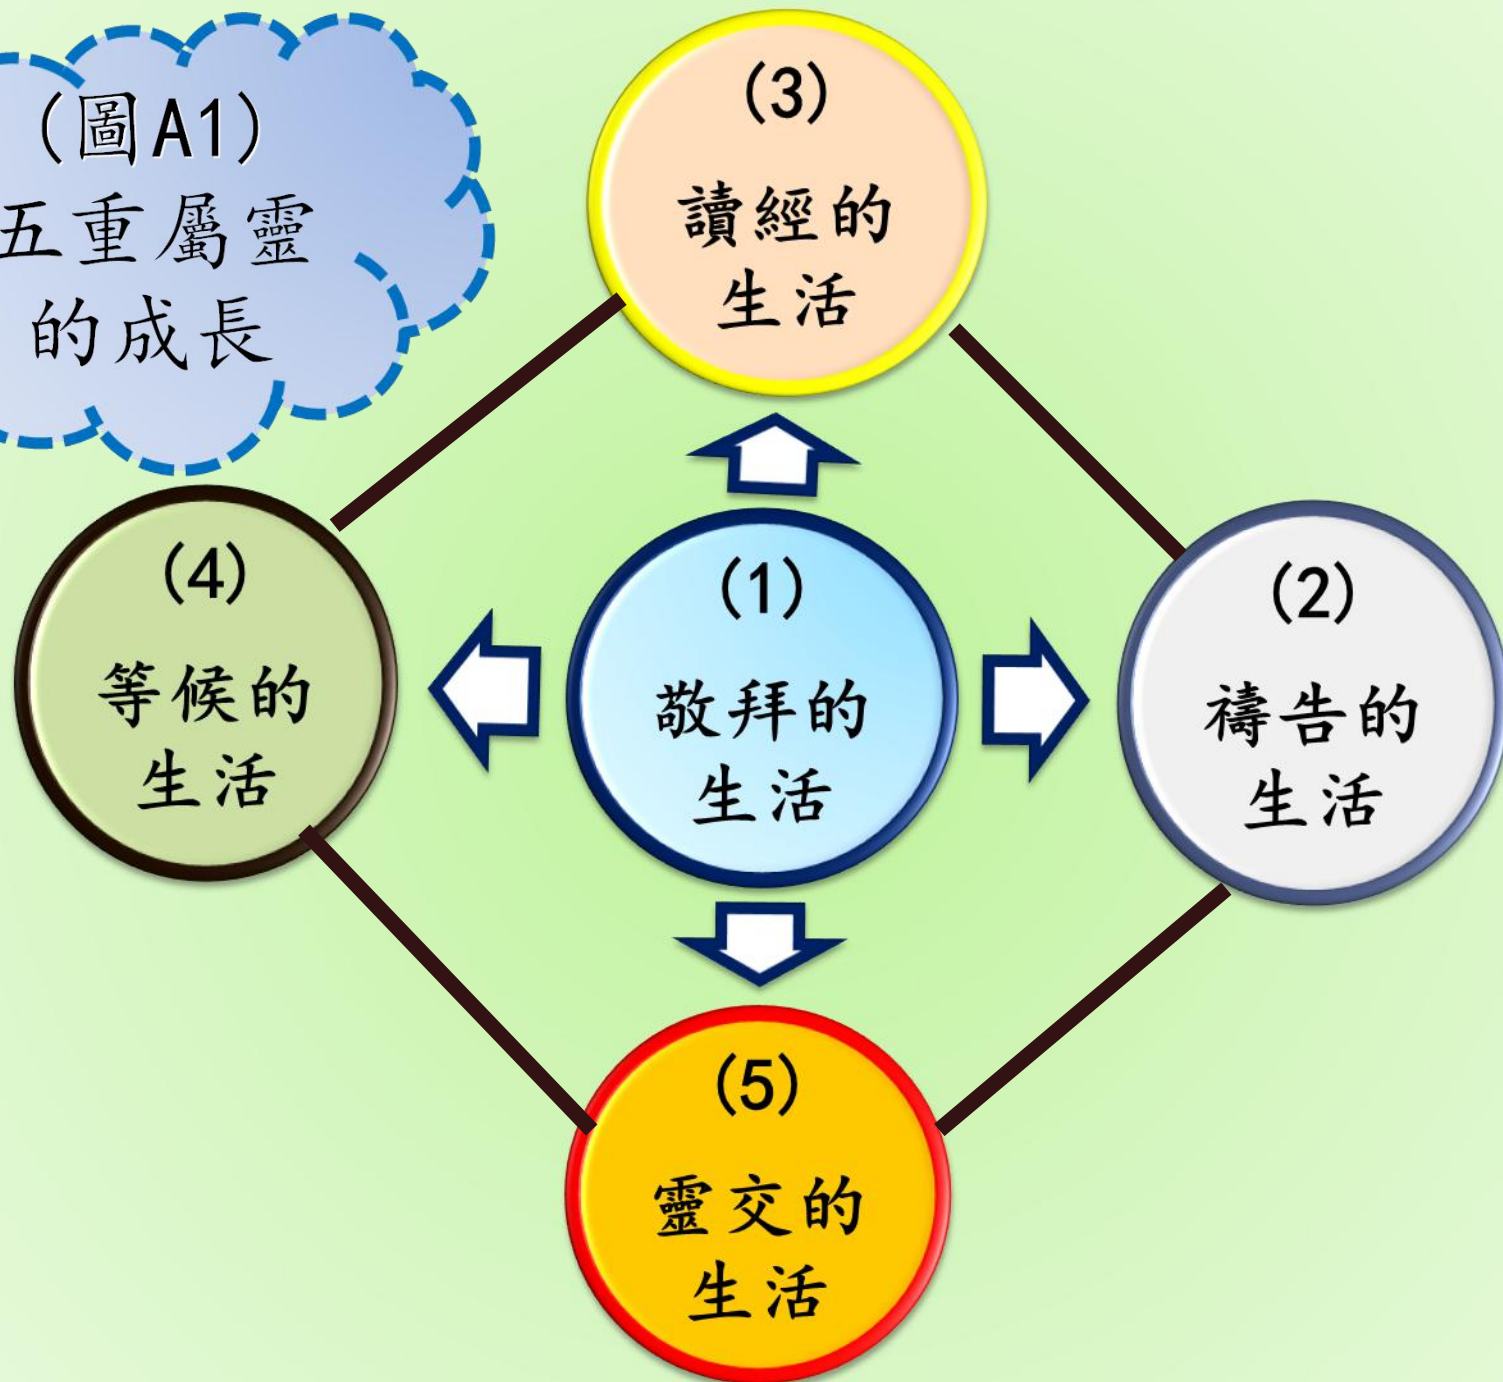 (圖A1)
五重屬靈
的成長
(3)
讀經的
生活
(4)
等候的
生活
(1)
敬拜的
生活
(2)
禱告的
生活
(5)
靈交的
生活